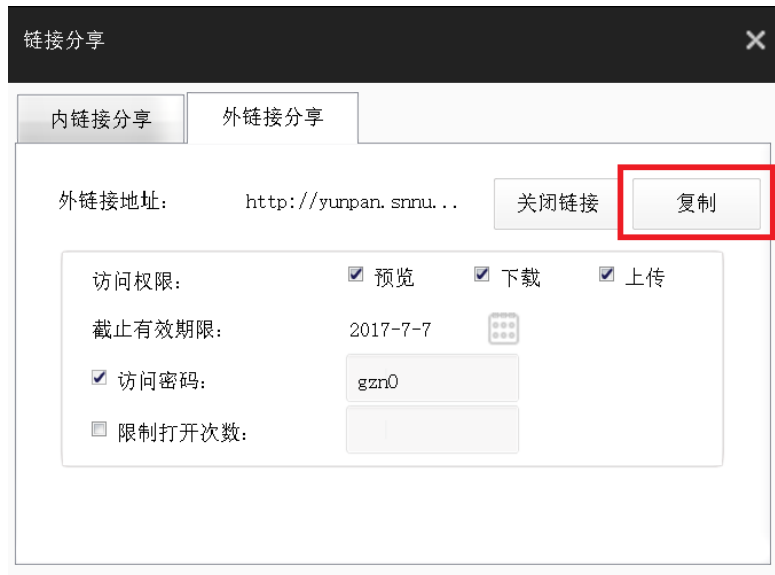 链接分享
内链接分享 外链接分享
外链接地址: http://yunpan.snnu... 关闭链接 复制
访问权限: 预览 下载 上传
截止有效期限: 2017-7-7
访问密码: gzn0
限制打开次数: